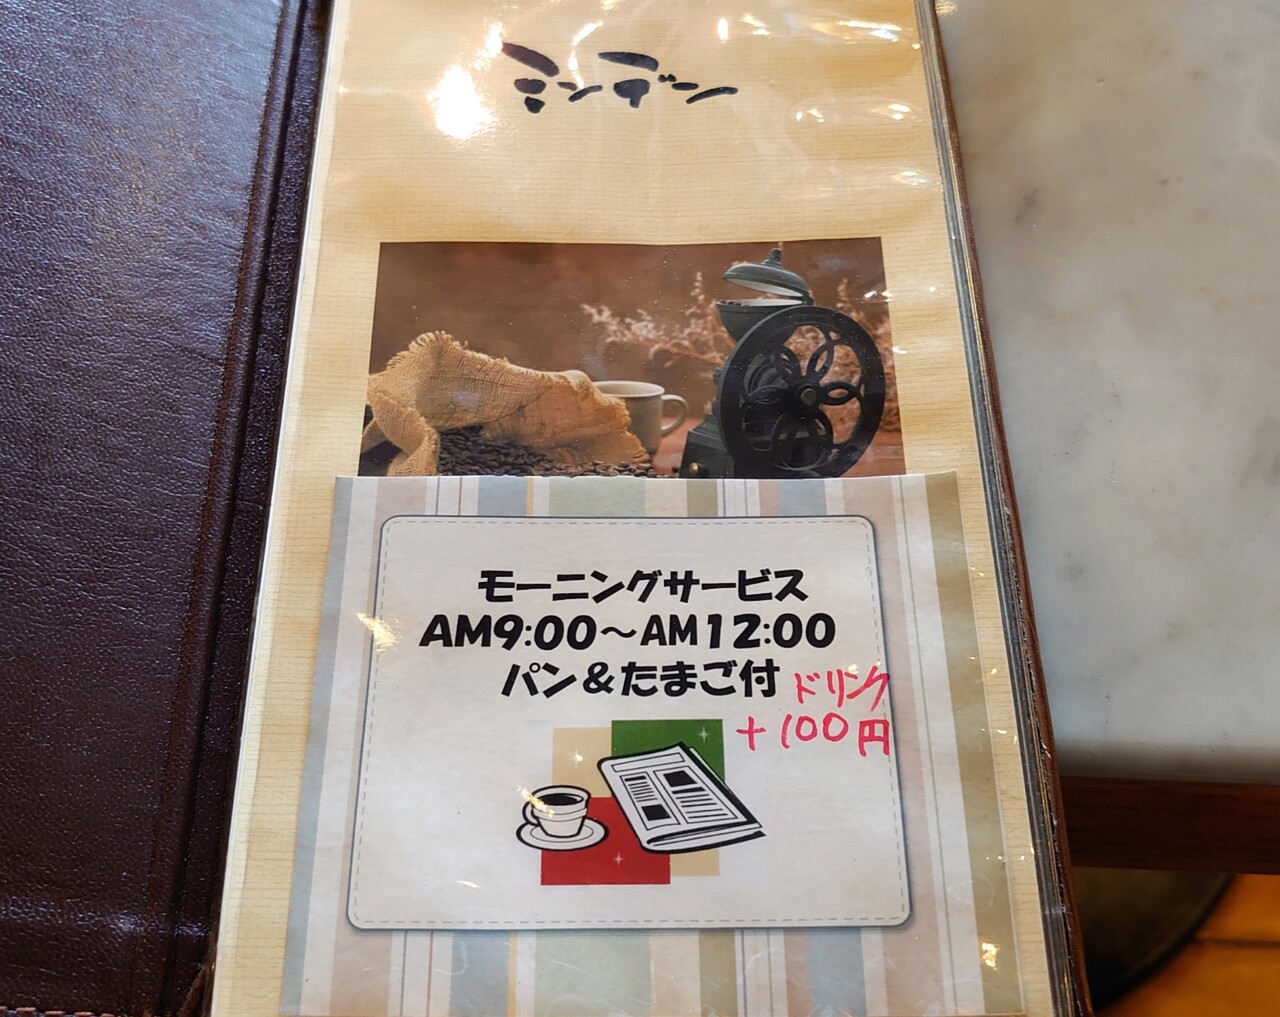 ミンデン
モーニングサービス
AM9:00～AM12:00
パン＆たまご付
ドリンク
+100円